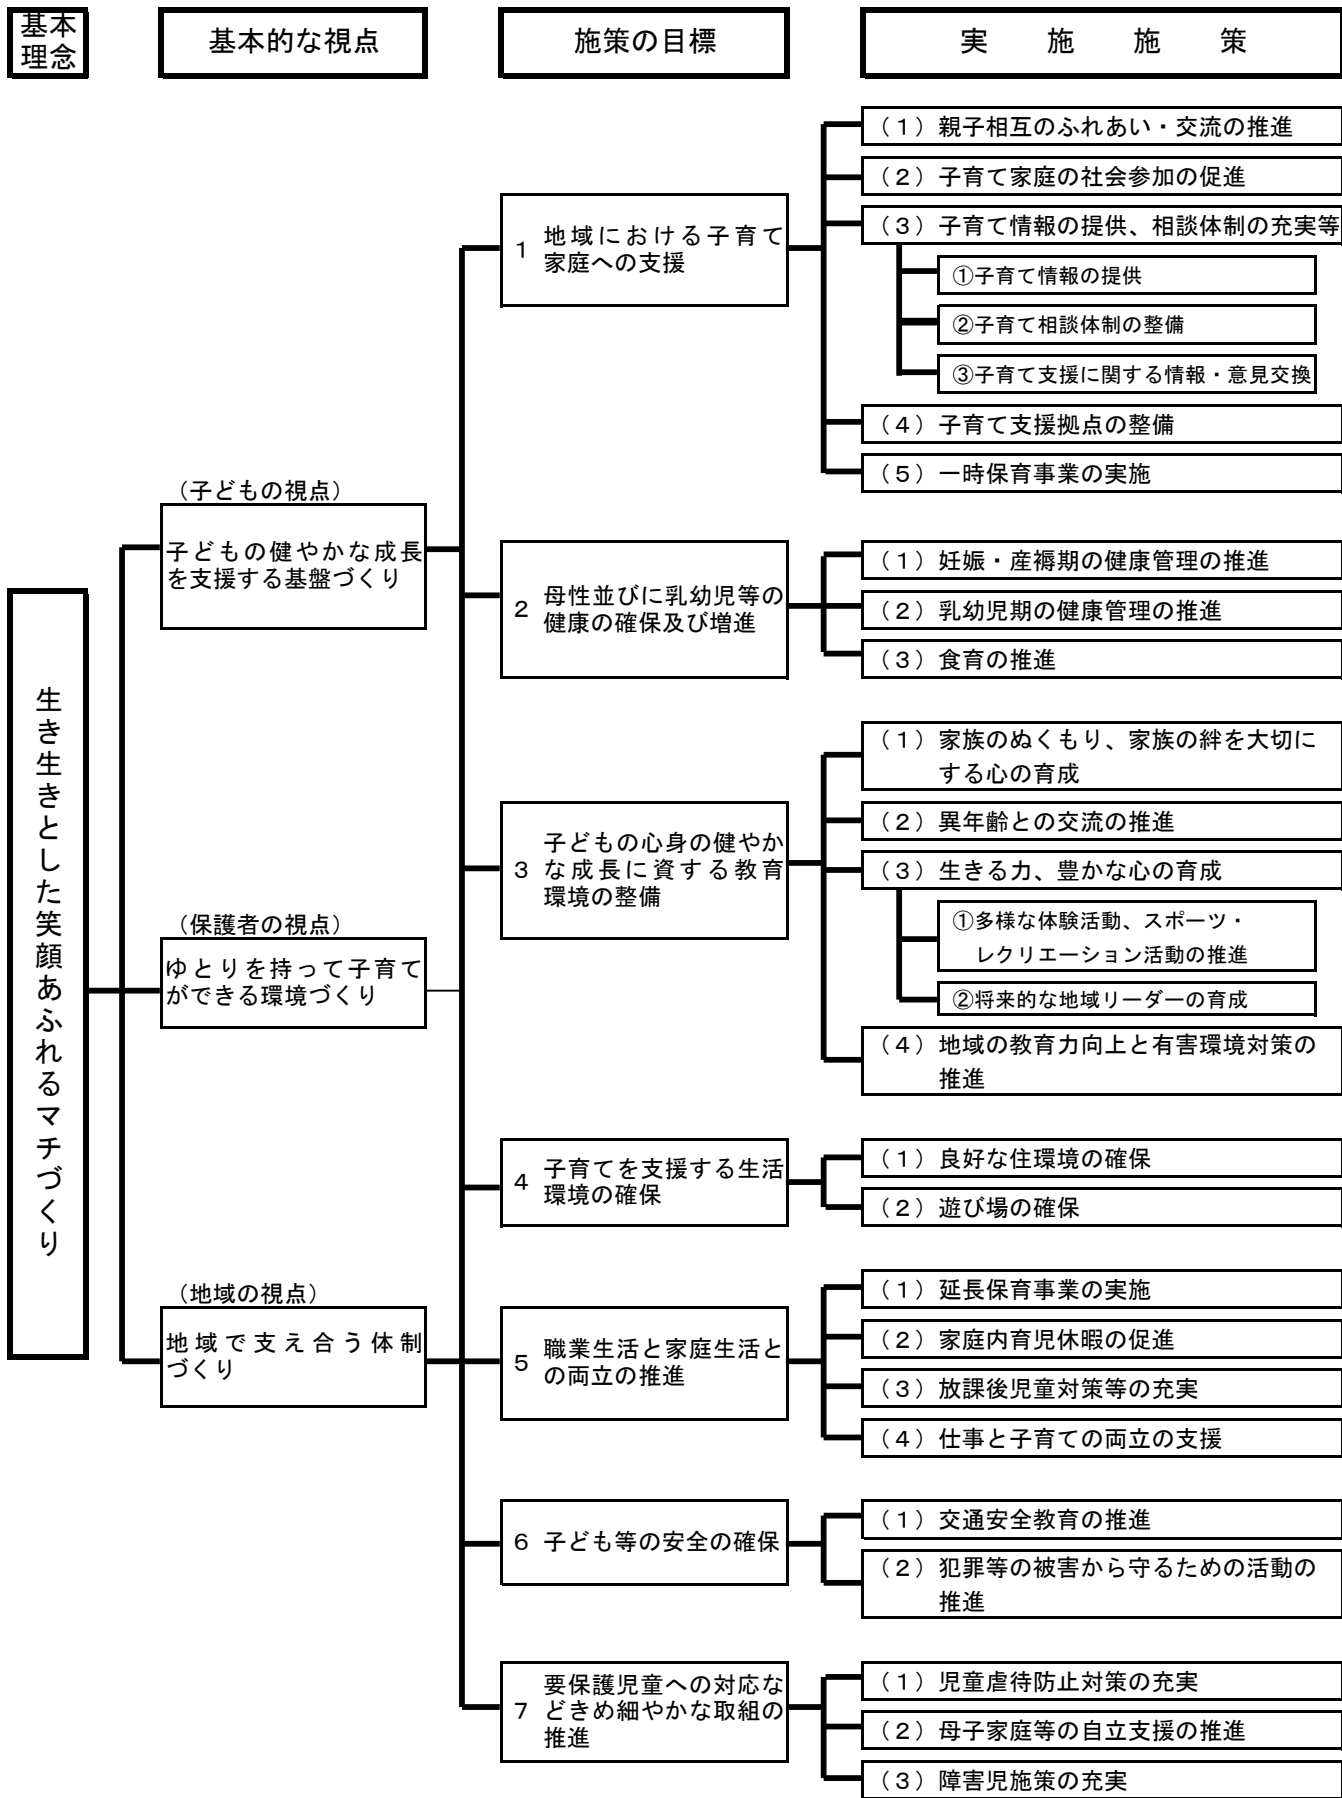 基本
理念
基本的な視点
施策の目標
実　施　施　策
生き生きとした笑顔あふれるマチづくり
（子どもの視点）
子どもの健やかな成長
を支援する基盤づくり
（保護者の視点）
ゆとりを持って子育て
ができる環境づくり
（地域の視点）
地域で支え合う体制
づくり
1 地域における子育て
家庭への支援
（１）親子相互のふれあい・交流の推進
（２）子育て家庭の社会参加の促進
（３）子育て情報の提供、相談体制の充実等
①子育て情報の提供
②子育て相談体制の整備
③子育て支援に関する情報・意見交換
（４）子育て支援拠点の整備
（５）一時保育事業の実施
2 母性並びに乳幼児等の
健康の確保及び増進
（１）妊娠・産褥期の健康管理の推進
（２）乳幼児期の健康管理の推進
（３）食育の推進
3 子どもの心身の健やか
な成長に資する教育
環境の整備
（１）家族のぬくもり、家族の絆を大切に
する心の育成
（２）異年齢との交流の推進
（３）生きる力、豊かな心の育成
①多様な体験活動、スポーツ・
レクリエーション活動の推進
②将来的な地域リーダーの育成
（４）地域の教育力向上と有害環境対策の
推進
4 子育てを支援する生活
環境の確保
（１）良好な住環境の確保
（２）遊び場の確保
5 職業生活と家庭生活と
の両立の推進
（１）延長保育事業の実施
（２）家庭内育児休暇の促進
（３）放課後児童対策等の充実
（４）仕事と子育ての両立の支援
6 子ども等の安全の確保
（１）交通安全教育の推進
（２）犯罪等の被害から守るための活動の
推進
7 要保護児童への対応な
どきめ細やかな取組の
推進
（１）児童虐待防止対策の充実
（２）母子家庭等の自立支援の推進
（３）障害児施策の充実